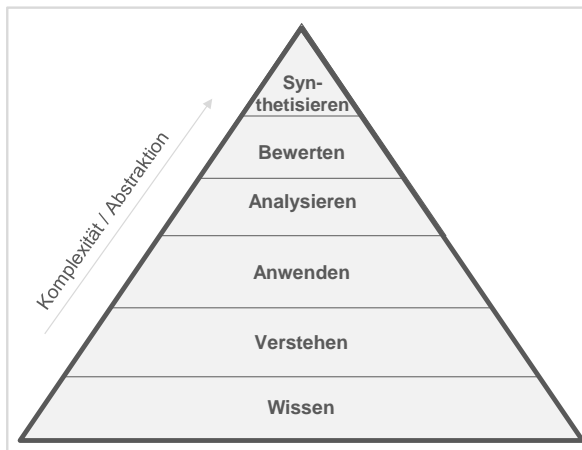 Syn-
thetisieren
Bewerten
Analysieren
Anwenden
Verstehen
Wissen
Komplexität / Abstraktion